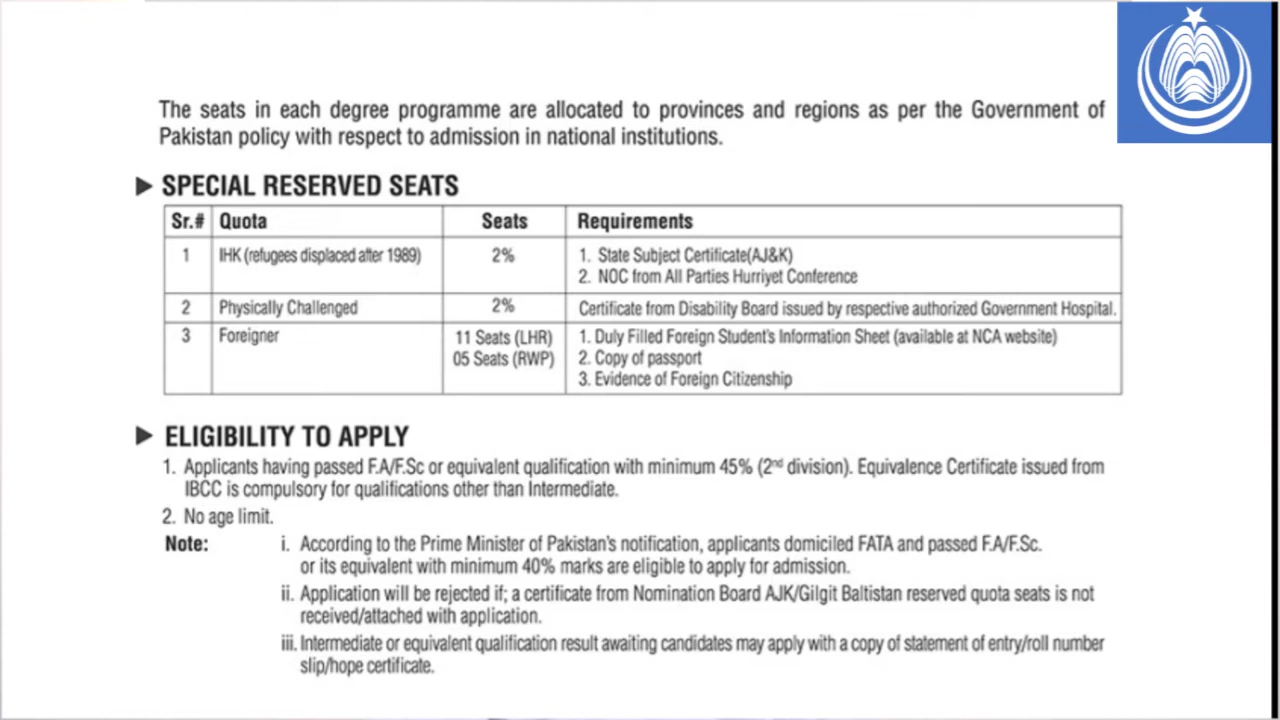 The seats in each degree programme are allocated to provinces and regions as per the Government of
Pakistan policy with respect to admission in national institutions.
SPECIAL RESERVED SEATS
Sr.# Quota Seats Requirements
1 IHK (refugees displaced after 1989) 2% 1. State Subject Certificate(AJ&K)
2. NOC from All Parties Hurriyet Conference
2 Physically Challenged 2% Certificate from Disability Board issued by respective authorized Government Hospital.
3 Foreigner 11 Seats (LHR) 1. Duly Filled Foreign Student's Information Sheet (available at NCA website)
05 Seats (RWP) 2. Copy of passport
3. Evidence of Foreign Citizenship
ELIGIBILITY TO APPLY
1. Applicants having passed F.A/F.Sc or equivalent qualification with minimum 45% (2nd division). Equivalence Certificate issued from
IBCC is compulsory for qualifications other than Intermediate.
2. No age limit.
Note: i. According to the Prime Minister of Pakistan's notification, applicants domiciled FATA and passed F.A/F.Sc.
or its equivalent with minimum 40% marks are eligible to apply for admission.
ii. Application will be rejected if; a certificate from Nomination Board AJK/Gilgit Baltistan reserved quota seats is not
received/attached with application.
iii. Intermediate or equivalent qualification result awaiting candidates may apply with a copy of statement of entry/roll number
slip/hope certificate.